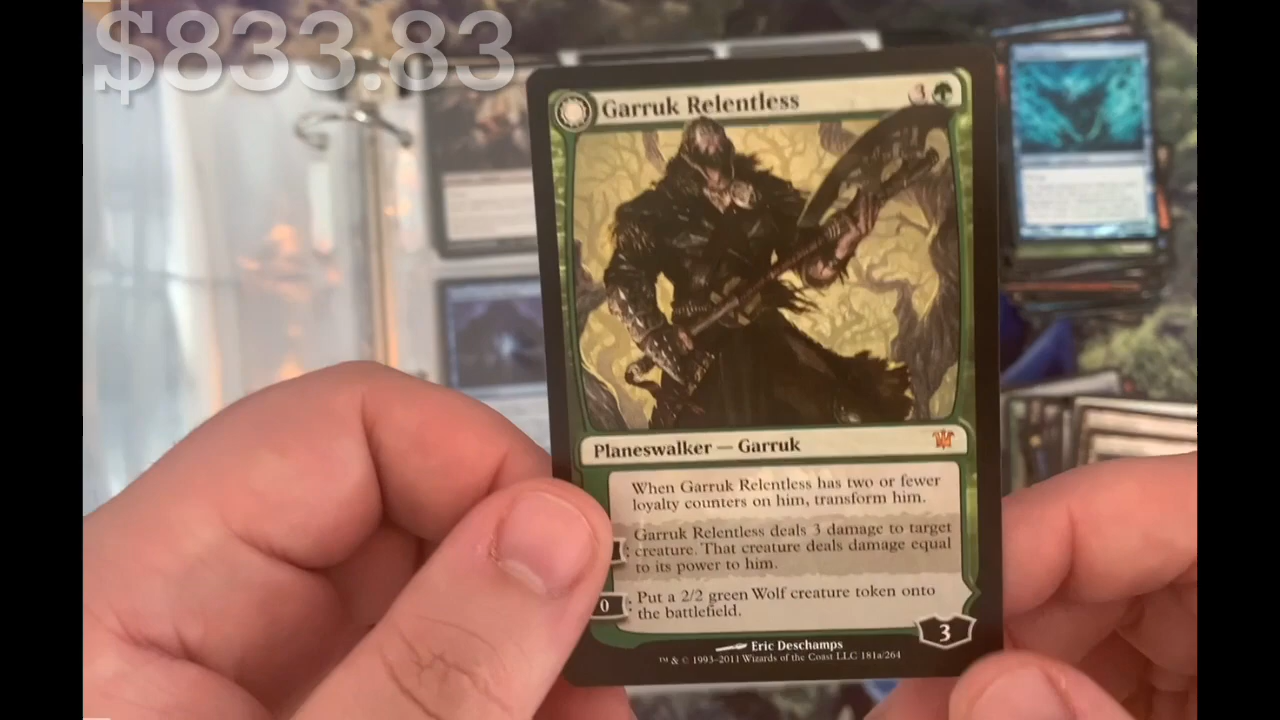 $833.83
Garruk Relentless 3
Planeswalker — Garruk
When Garruk Relentless has two or fewer
loyalty counters on him, transform him.
Garruk Relentless deals 3 damage to target
: creature. That creature deals damage equal
to its power to him.
0 : Put a 2/2 green Wolf creature token onto
the battlefield.
3
Eric Deschamps
™ & © 1993–2011 Wizards of the Coast LLC 181a/264